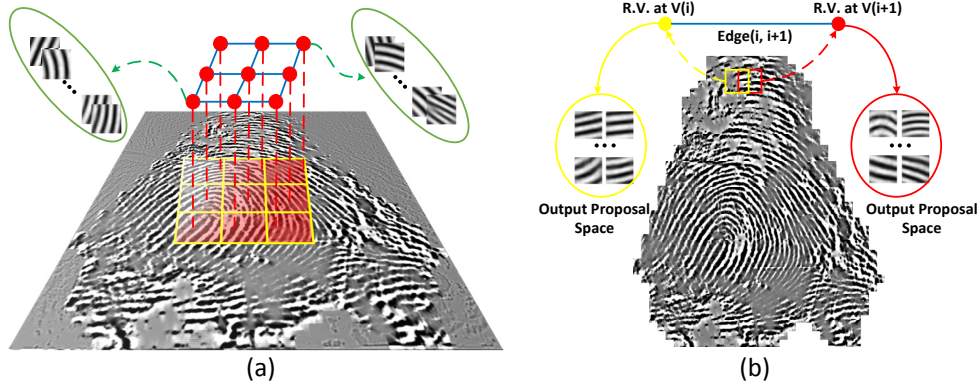 R.V. at V(i)
R.V. at V(i+1)
Edge(i, i+1)
Output Proposal
Space
Output Proposal
Space
(a)
(b)